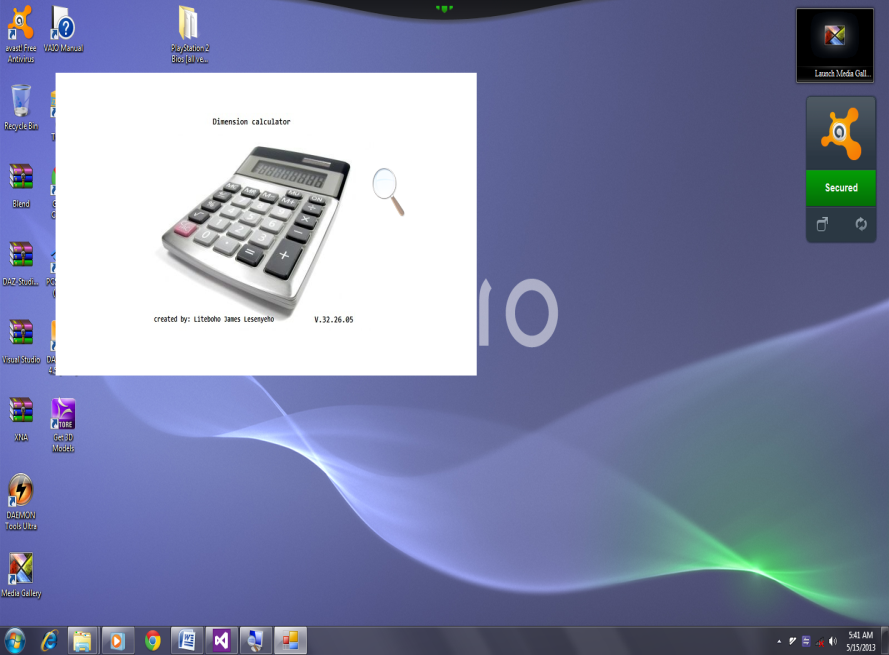 avast! Free
Antivirus
VAIO Manual
PlayStation 2
Bios [all ve...
Launch Media Gall...
Recycle Bin
Secured
Dimension calculator
Blend
DAZ-Studi...
created by: Liteboho James Lesenyeho
V.32.26.05
IO
Visual Studio
XNA
STORE
Get 3D
Models
DAEMON
Tools Ultra
Media Gallery
5:41 AM
5/15/2013